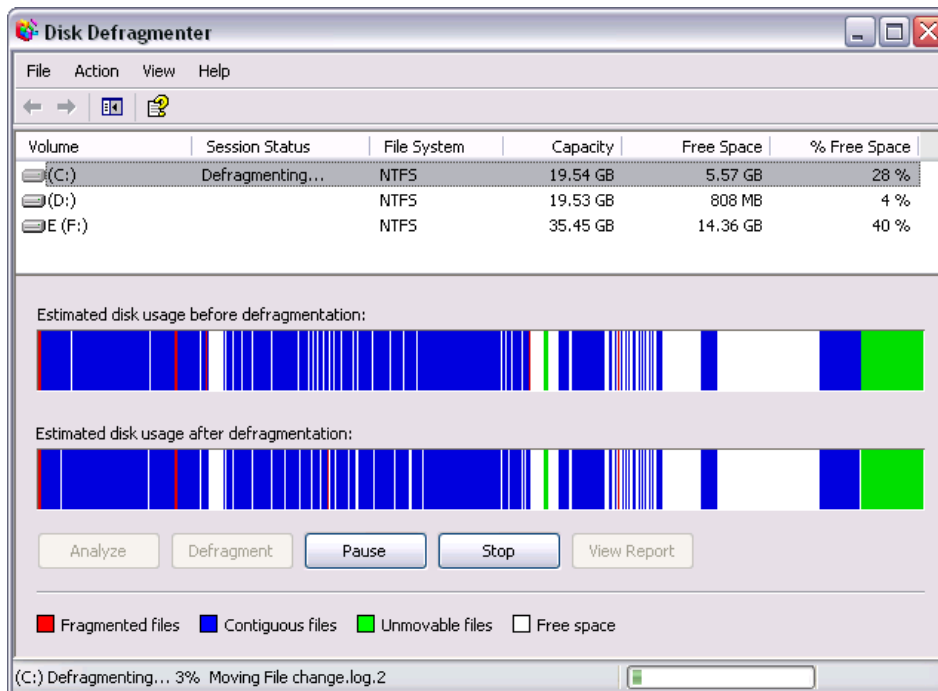 Disk Defragmenter
File Action View Help
Volume Session Status File System Capacity Free Space % Free Space
(C:) Defragmenting... NTFS 19.54 GB 5.57 GB 28 %
(D:) NTFS 19.53 GB 808 MB 4 %
E (F:) NTFS 35.45 GB 14.36 GB 40 %
Estimated disk usage before defragmentation:
Estimated disk usage after defragmentation:
Analyze Defragment Pause Stop View Report
Fragmented files Contiguous files Unmovable files Free space
(C:) Defragmenting... 3% Moving File change.log.2